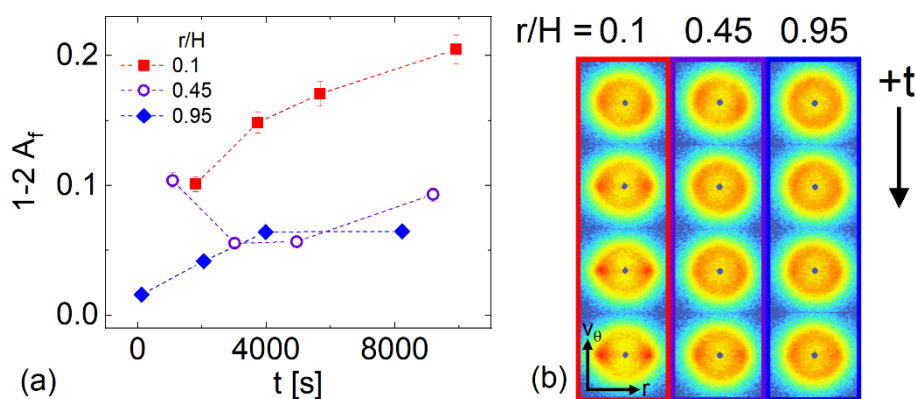 r/H = 0.1 0.45 0.95
0.2
r/H
0.1
0.45
0.95
+t
1-2 A_f
0.1
0.0
0
4000
8000
v_θ
r
(a)
t [s]
(b)